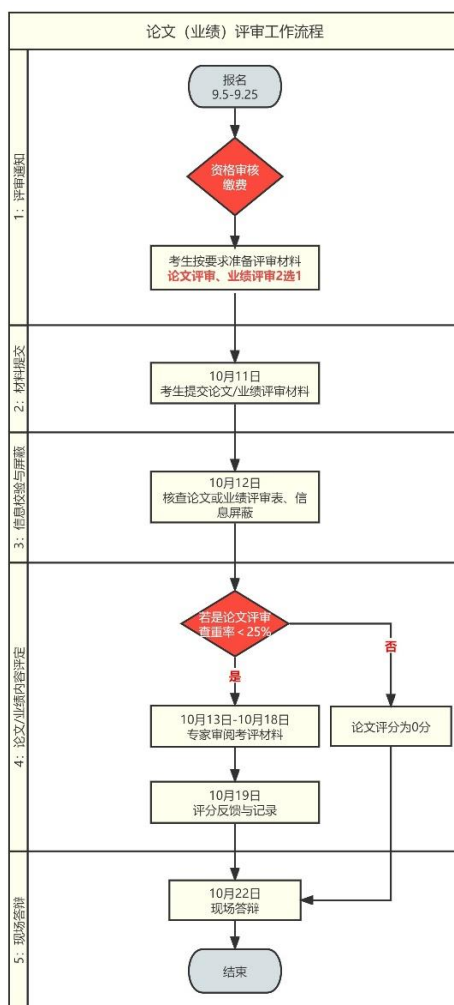 论文（业绩）评审工作流程
1：评审通知
报名
9.5-9.25
资格审核
缴费
考生按要求准备评审材料
论文评审、业绩评审2选1
2：材料提交
10月11日
考生提交论文/业绩评审材料
3：信息校验与屏蔽
10月12日
核查论文或业绩评审表、信
息屏蔽
4：论文/业绩内容评定
若是论文评审
查重率＜25%
否
是
10月13日-10月18日
专家审阅考评材料
论文评分为0分
10月19日
评分反馈与记录
5：现场答辩
10月22日
现场答辩
结束